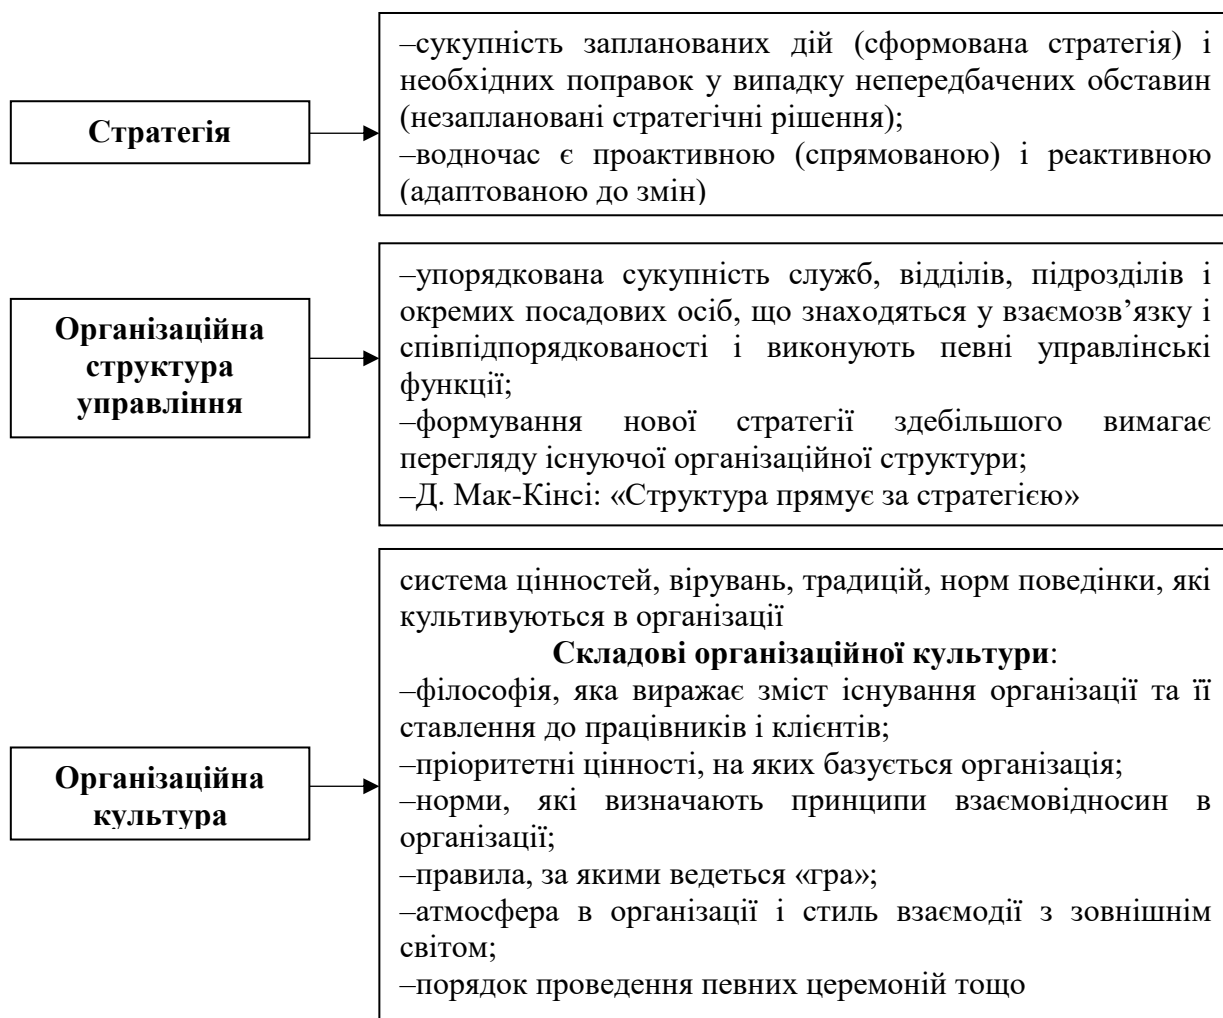 –сукупність запланованих дій (сформована стратегія) і
необхідних поправок у випадку непередбачених обставин
(незаплановані стратегічні рішення);
–водночас є проактивною (спрямованою) і реактивною
(адаптованою до змін)
Стратегія
–упорядкована сукупність служб, відділів, підрозділів і
окремих посадових осіб, що знаходяться у взаємозв’язку і
співпідпорядкованості і виконують певні управлінські
функції;
–формування нової стратегії здебільшого вимагає
перегляду існуючої організаційної структури;
–Д. Мак-Кінсі: «Структура прямує за стратегією»
Організаційна
структура
управління
система цінностей, вірувань, традицій, норм поведінки, які
культивуються в організації
Складові організаційної культури:
–філософія, яка виражає зміст існування організації та її
ставлення до працівників і клієнтів;
–пріоритетні цінності, на яких базується організація;
–норми, які визначають принципи взаємовідносин в
організації;
–правила, за якими ведеться «гра»;
–атмосфера в організації і стиль взаємодії з зовнішнім
світом;
–порядок проведення певних церемоній тощо
Організаційна
культура